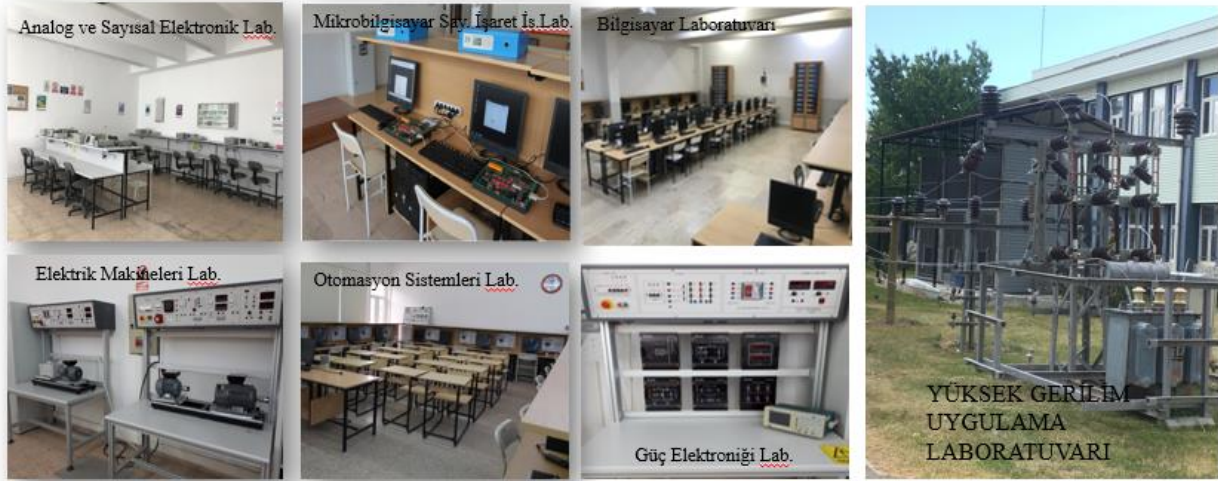 Analog ve Sayısal Elektronik Lab.
Mikrobilgisayar Say. İşaret İş.Lab.
Bilgisayar Laboratuvarı
Elektrik Makineleri Lab.
Otomasyon Sistemleri Lab.
Güç Elektroniği Lab.
YÜKSEK GERİLİM
UYGULAMA
LABORATUVARI